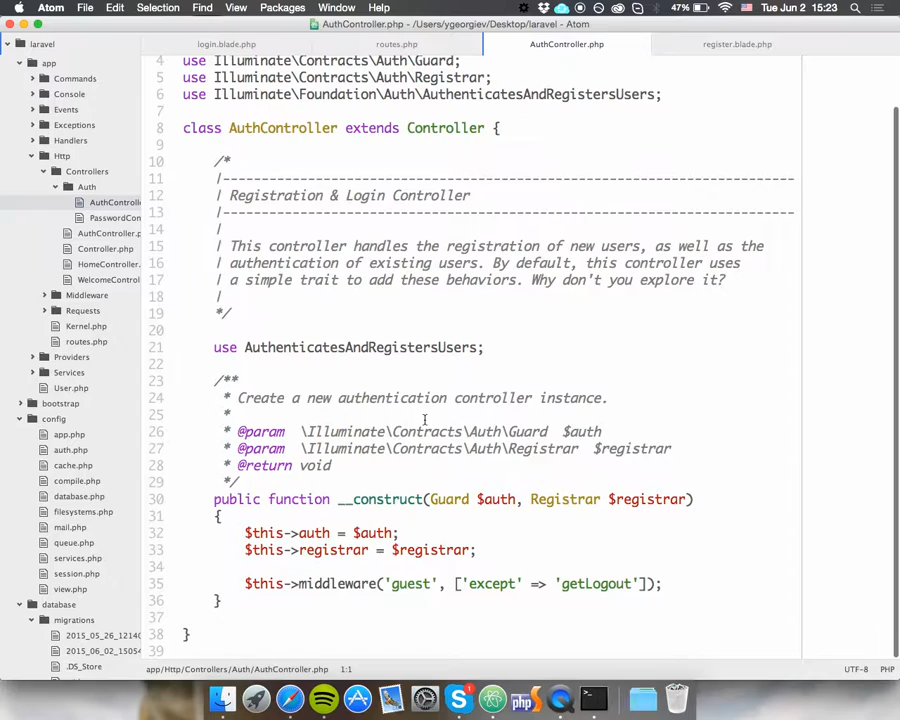 Atom File Edit Selection Find View Packages Window Help 47% Tue Jun 2 15:23
AuthController.php - /Users/ygeorgiev/Desktop/laravel - Atom
laravel
login.blade.php routes.php AuthController.php register.blade.php
app
Commands
Console
Events
Exceptions
Handlers
Http
Controllers
Auth
AuthControlle
PasswordCon
AuthController.p
Controller.php
HomeController.
WelcomeControl
Middleware
Requests
Kernel.php
routes.php
Providers
Services
User.php
bootstrap
config
app.php
auth.php
cache.php
compile.php
database.php
filesystems.php
mail.php
queue.php
services.php
session.php
view.php
database
migrations
2015_05_26_12140
2015_06_02_15054
.DS_Store
4 use Illuminate\Contracts\Auth\Guard;
5 use Illuminate\Contracts\Auth\Registrar;
6 use Illuminate\Foundation\Auth\AuthenticatesAndRegistersUsers;
7
8 class AuthController extends Controller {
9
10 /*
11 |--------------------------------------------------------------------------
12 | Registration & Login Controller
13 |--------------------------------------------------------------------------
14 |
15 | This controller handles the registration of new users, as well as the
16 | authentication of existing users. By default, this controller uses
17 | a simple trait to add these behaviors. Why don't you explore it?
18 |
19 */
20
21 use AuthenticatesAndRegistersUsers;
22
23 /**
24 * Create a new authentication controller instance.
25 *
26 * @param \Illuminate\Contracts\Auth\Guard $auth
27 * @param \Illuminate\Contracts\Auth\Registrar $registrar
28 * @return void
29 */
30 public function __construct(Guard $auth, Registrar $registrar)
31 {
32 $this->auth = $auth;
33 $this->registrar = $registrar;
34
35 $this->middleware('guest', ['except' => 'getLogout']);
36 }
37
38 }
39
app/Http/Controllers/Auth/AuthController.php 1:1 UTF-8 PHP